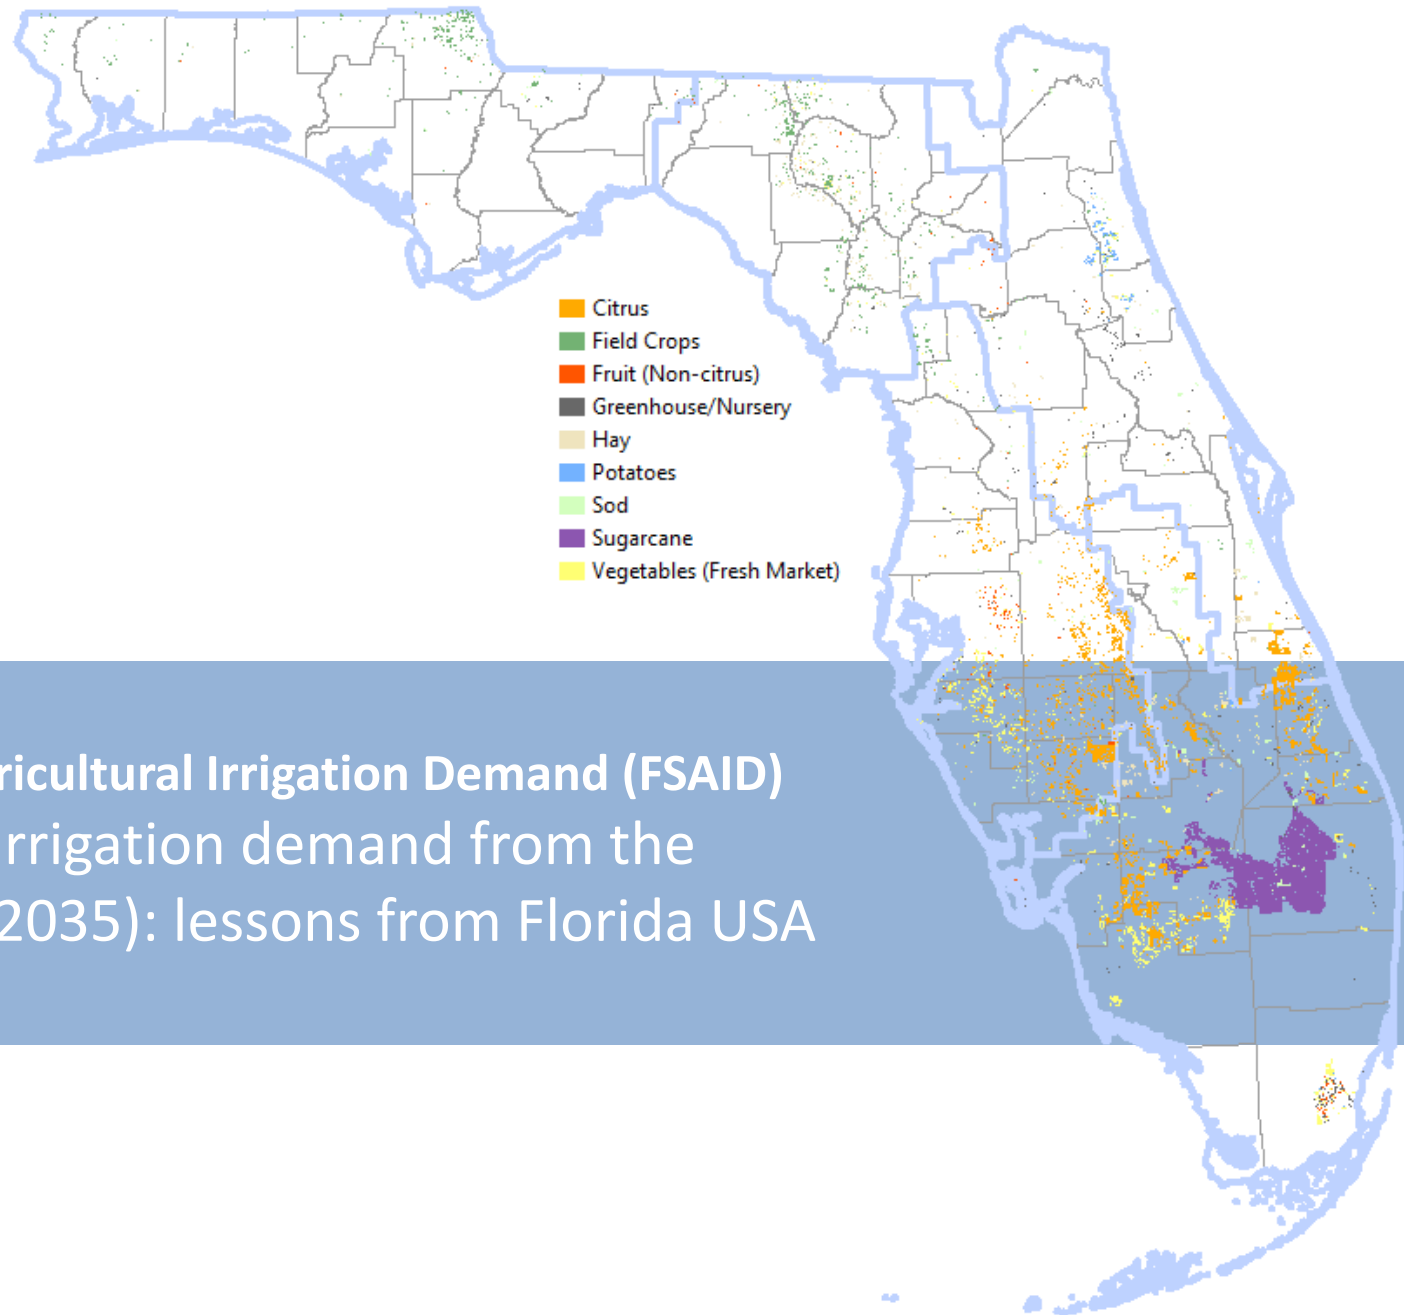 Citrus
Field Crops
Fruit (Non-citrus)
Greenhouse/Nursery
Hay
Potatoes
Sod
Sugarcane
Vegetables (Fresh Market)
ricultural Irrigation Demand (FSAID)
rrigation demand from the
2035): lessons from Florida USA